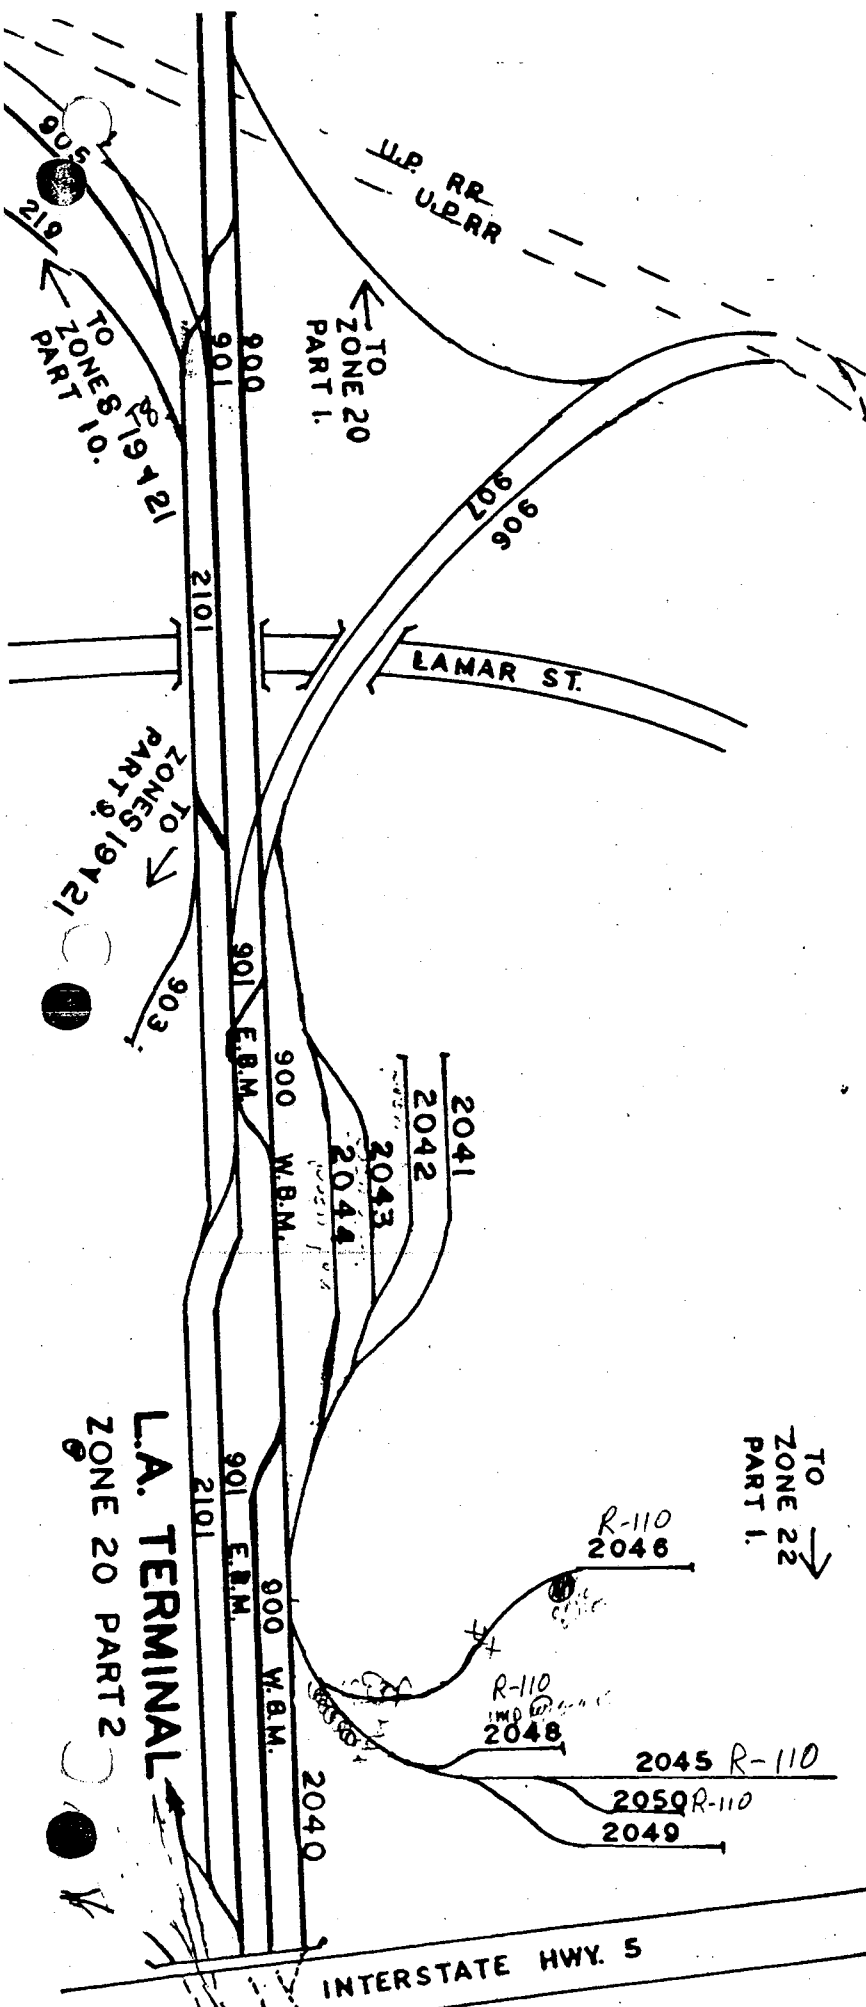 905
219
U.P. RR
U.P. RR
TO
ZONE 20
PART 1.
TO
ZONES 19 & 21
PART 10.
T8
901
900
907
906
2101
LAMAR ST.
TO
ZONES 19 & 21
PART 9.
903
901
E.B.M.
900
W.B.M.
2044
2043
2042
2041
TO
ZONE 22
PART 1.
L.A. TERMINAL
ZONE 20 PART 2
2101
901
E.B.M.
900
W.B.M.
2040
R-110
2046
R-110
2048
2045 R-110
2050 R-110
2049
INTERSTATE HWY. 5